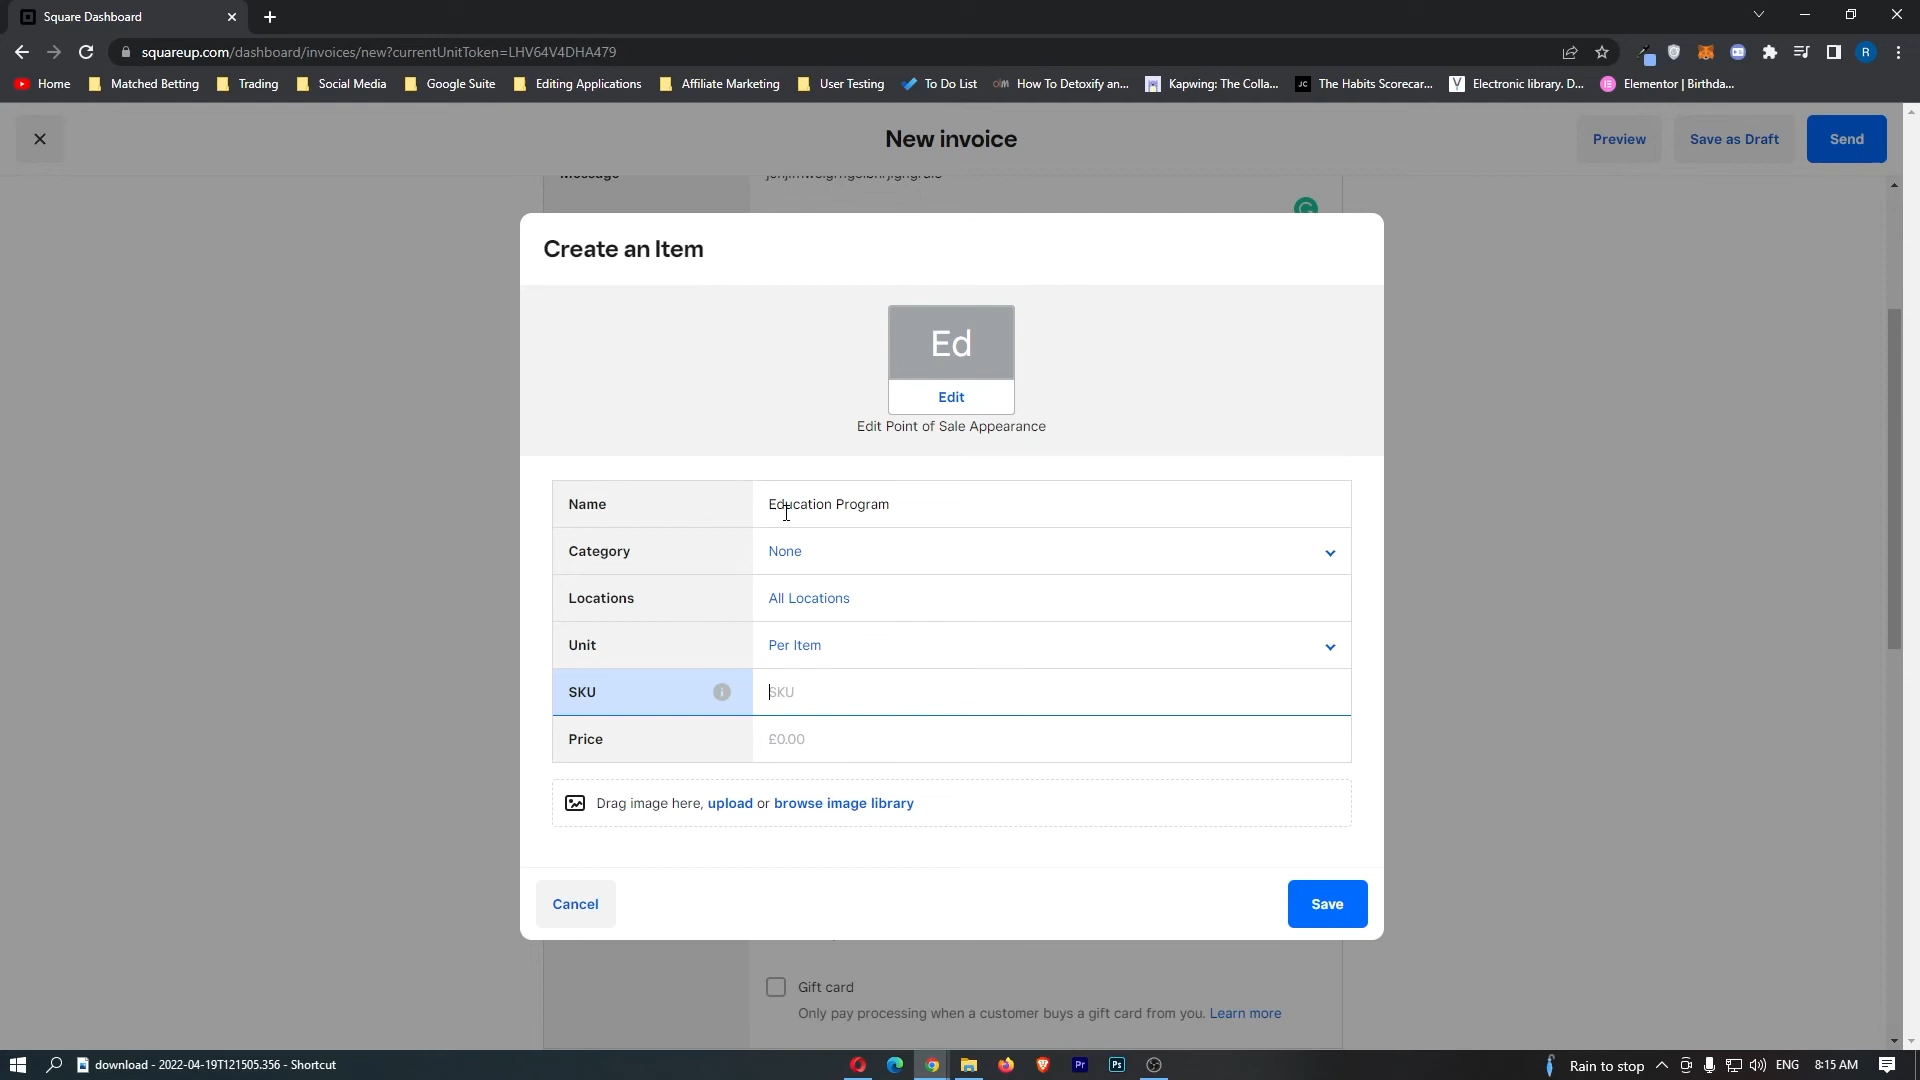 Square Dashboard
squareup.com/dashboard/invoices/new?currentUnitToken=LHV64V4DHA479
R
Home
Matched Betting
Trading
Social Media
Google Suite
Editing Applications
Affiliate Marketing
User Testing
To Do List
How To Detoxify an...
Kapwing: The Colla...
JC
The Habits Scorecar...
Electronic library. D...
Elementor | Birthda...
New invoice
Preview
Save as Draft
Send
Message
Create an Item
Ed
Edit
Edit Point of Sale Appearance
Name
Education Program
Category
None
Locations
All Locations
Unit
Per Item
SKU
SKU
Price
£0.00
Drag image here, upload or browse image library
Cancel
Save
Gift card
Only pay processing when a customer buys a gift card from you. Learn more
download - 2022-04-19T121505.356 - Shortcut
Pr
Ps
Rain to stop
ENG
8:15 AM